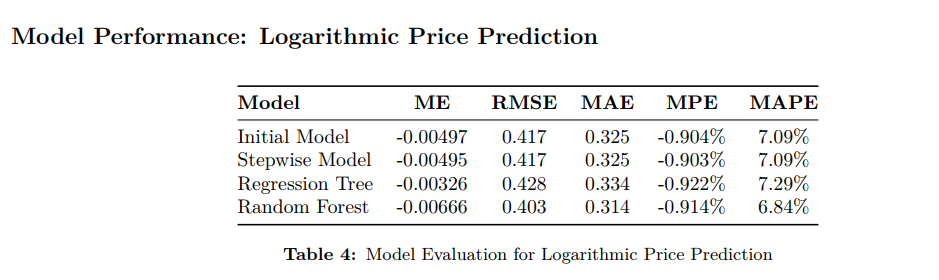 Model Performance: Logarithmic Price Prediction
Model ME RMSE MAE MPE MAPE
Initial Model -0.00497 0.417 0.325 -0.904% 7.09%
Stepwise Model -0.00495 0.417 0.325 -0.903% 7.09%
Regression Tree -0.00326 0.428 0.334 -0.922% 7.29%
Random Forest -0.00666 0.403 0.314 -0.914% 6.84%
Table 4: Model Evaluation for Logarithmic Price Prediction